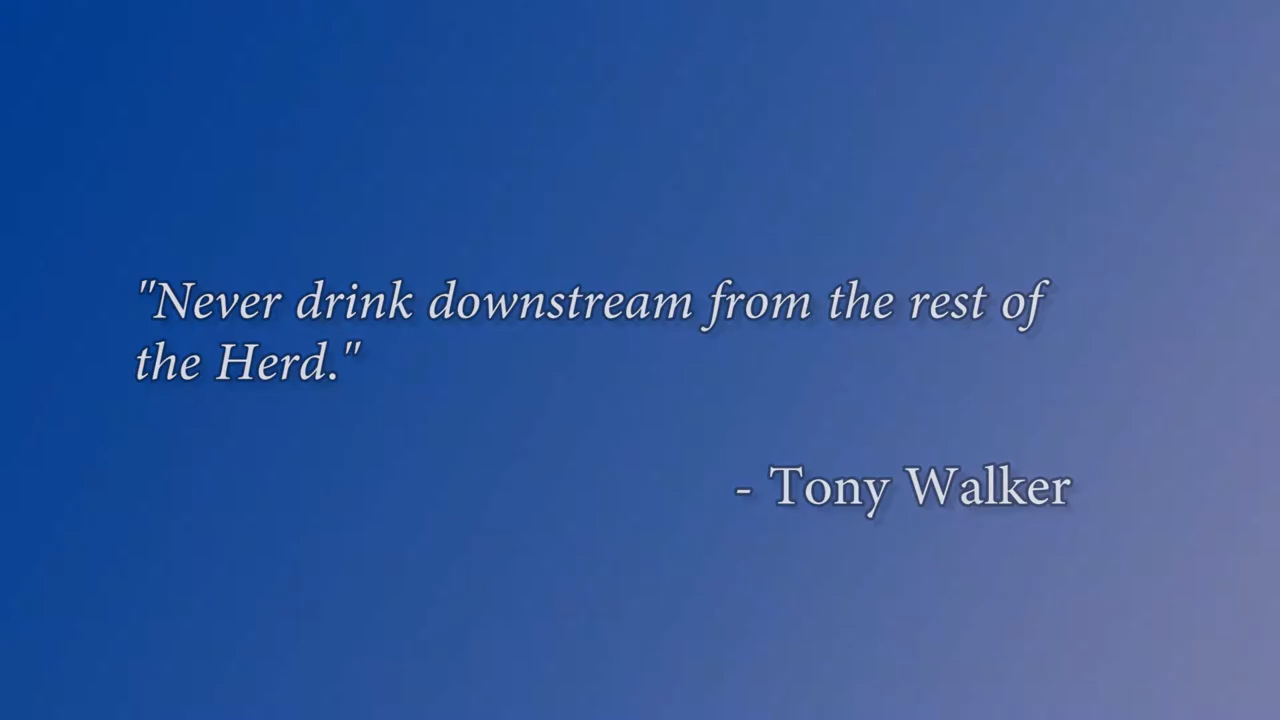 "Never drink downstream from the rest of
the Herd."
- Tony Walker